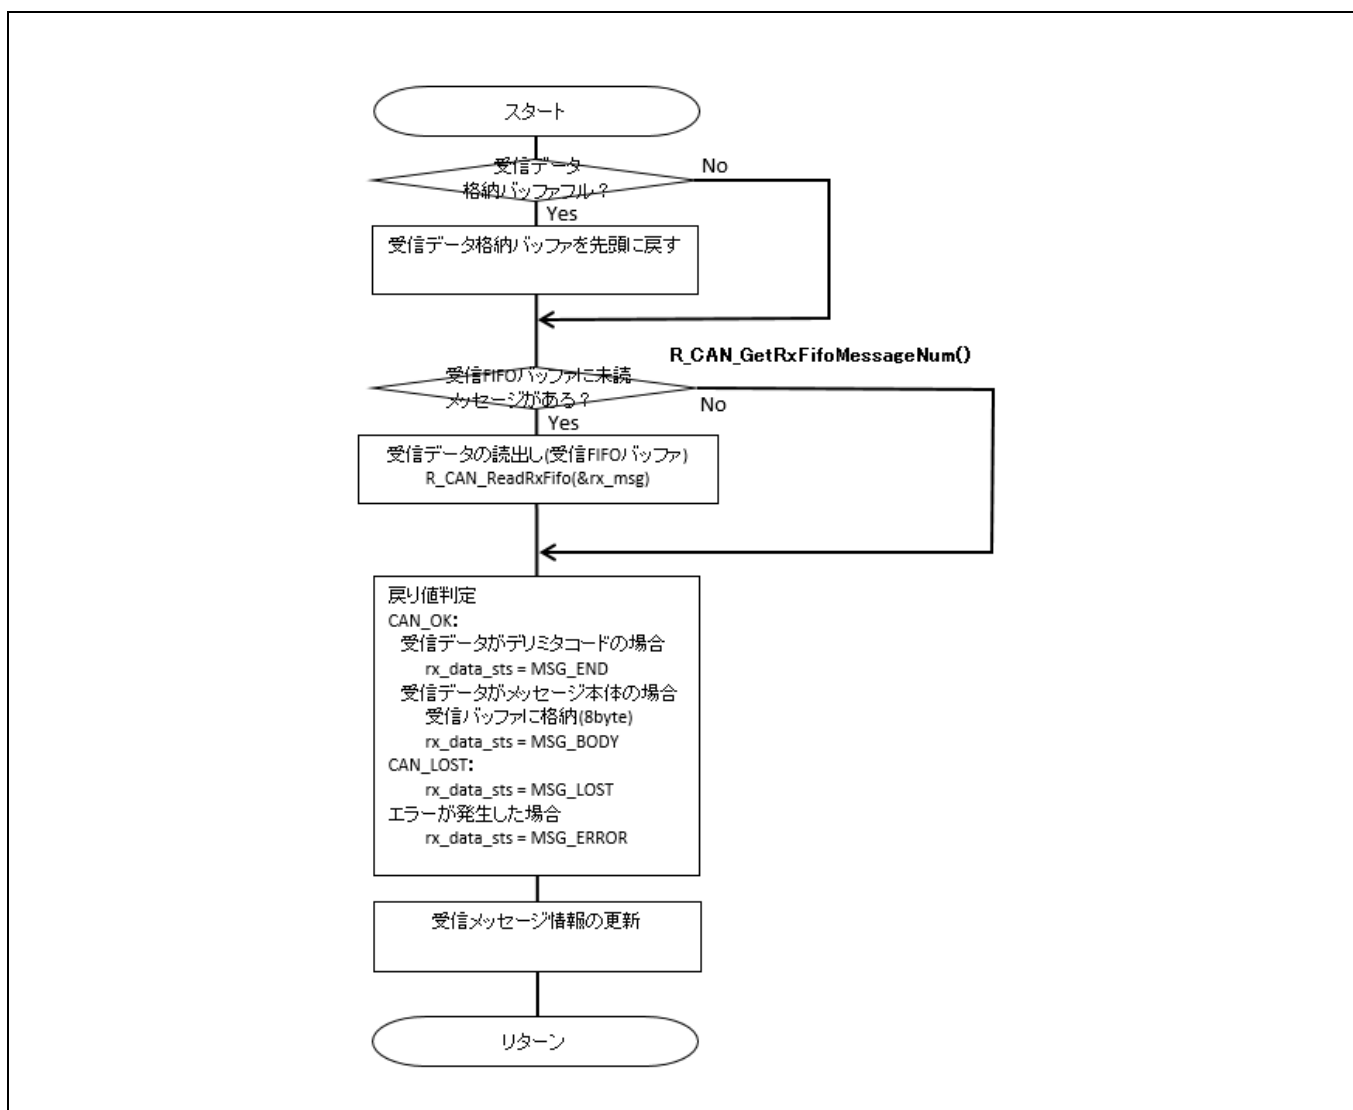 スタート
受信データ
格納バッファフル？
No
Yes
受信データ格納バッファを先頭に戻す
R_CAN_GetRxFifoMessageNum()
受信FIFOバッファに未読
メッセージがある？
No
Yes
受信データの読出し(受信FIFOバッファ)
R_CAN_ReadRxFifo(&rx_msg)
戻り値判定
CAN_OK:
受信データがデリミタコードの場合
rx_data_sts = MSG_END
受信データがメッセージ本体の場合
受信バッファに格納(8byte)
rx_data_sts = MSG_BODY
CAN_LOST:
rx_data_sts = MSG_LOST
エラーが発生した場合
rx_data_sts = MSG_ERROR
受信メッセージ情報の更新
リターン